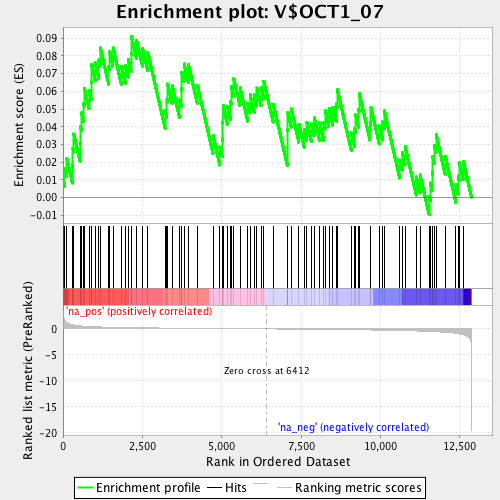 Enrichment plot: V$OCT1_07
Enrichment score (ES)
0.09
0.08
0.07
0.06
0.05
0.04
0.03
0.02
0.01
0.00
-0.01
'na_pos' (positively correlated)
Ranked list metric (PreRanked)
0
-5
-10
-15
-20
Zero cross at 6412
'na_neg' (negatively correlated)
0
2,500
5,000
7,500
10,000
12,500
Rank in Ordered Dataset
Enrichment profile
Hits
Ranking metric scores